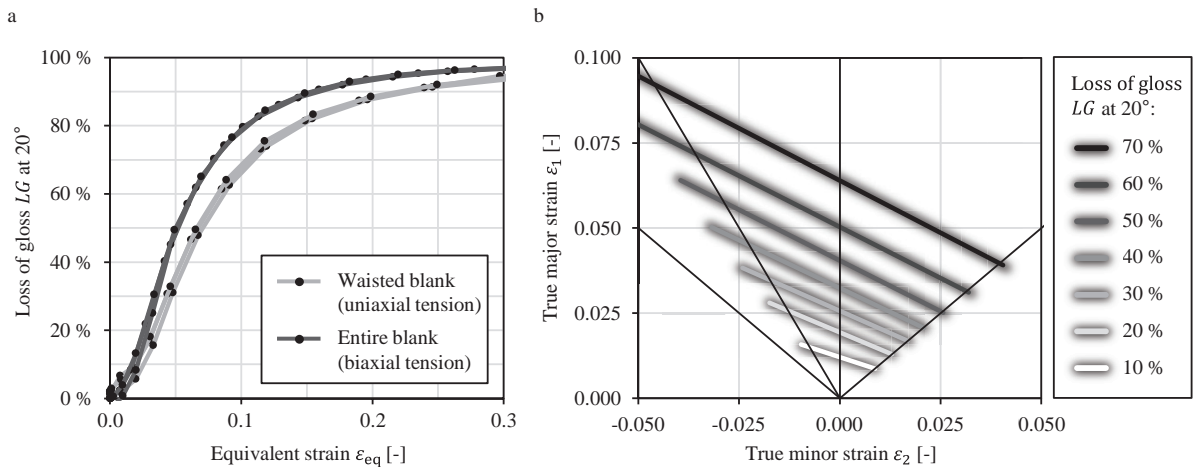 a
Loss of gloss LG at 20°
100 %
80 %
60 %
40 %
20 %
0 %
0.0
0.1
0.2
0.3
Equivalent strain εeq [-]
Waisted blank
(uniaxial tension)
Entire blank
(biaxial tension)
b
True major strain ε1 [-]
0.100
0.075
0.050
0.025
0.000
-0.050
-0.025
0.000
0.025
0.050
True minor strain ε2 [-]
Loss of gloss
LG at 20°:
70 %
60 %
50 %
40 %
30 %
20 %
10 %